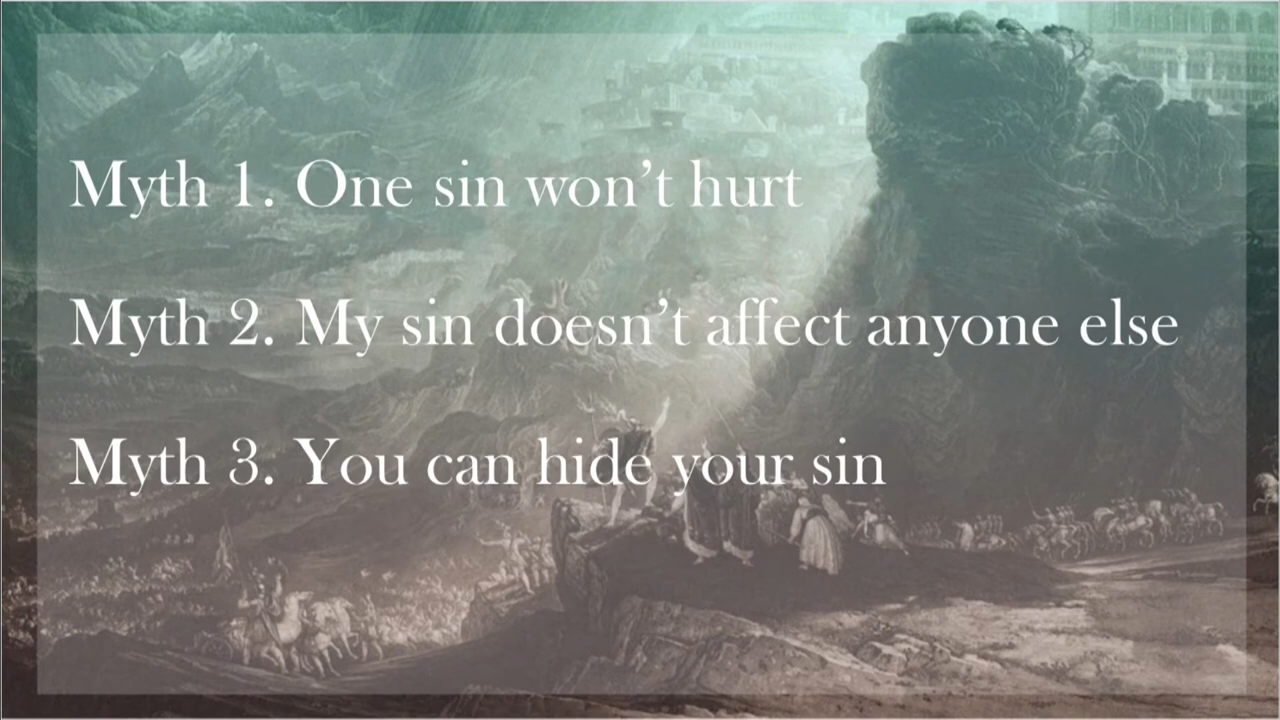 Myth 1. One sin won’t hurt
Myth 2. My sin doesn’t affect anyone else
Myth 3. You can hide your sin